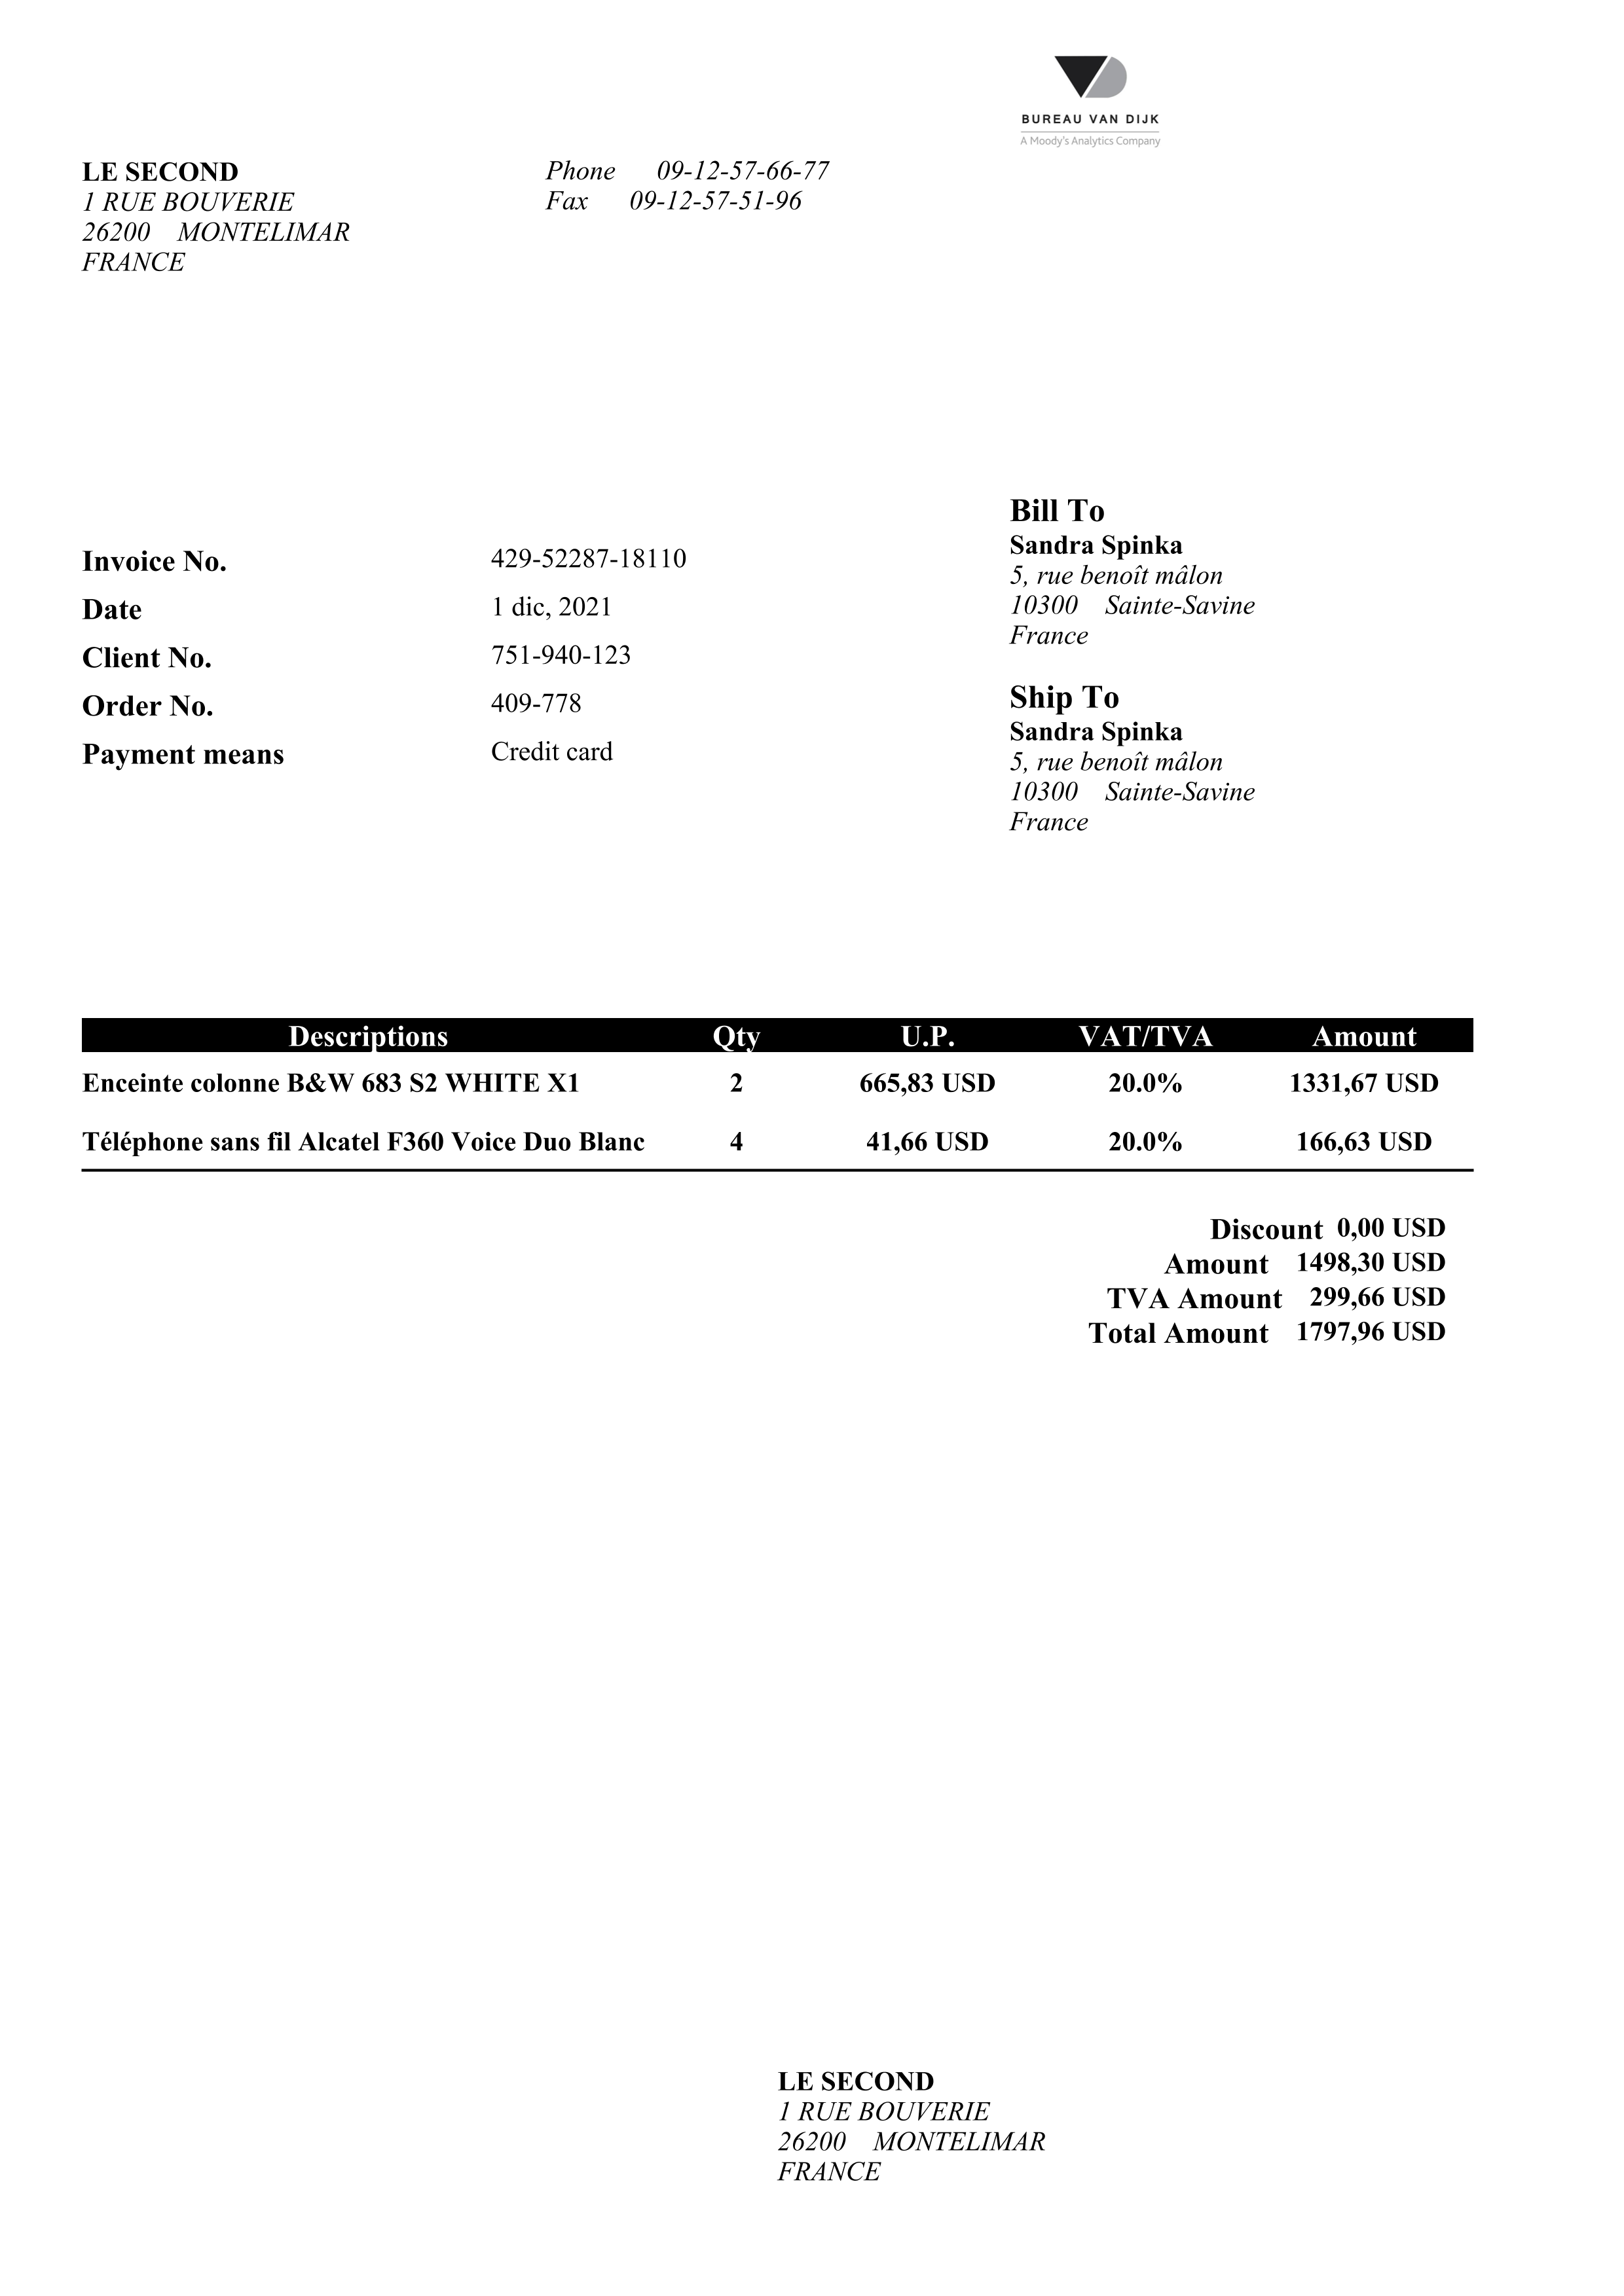 BUREAU VAN DIJK
A Moody's Analytics Company
LE SECOND
1 RUE BOUVERIE
26200 MONTELIMAR
FRANCE
Phone 09-12-57-66-77
Fax 09-12-57-51-96
Invoice No. 429-52287-18110
Date 1 dic, 2021
Client No. 751-940-123
Order No. 409-778
Payment means Credit card
Bill To
Sandra Spinka
5, rue benoît mâlon
10300 Sainte-Savine
France
Ship To
Sandra Spinka
5, rue benoît mâlon
10300 Sainte-Savine
France
Descriptions Qty U.P. VAT/TVA Amount
Enceinte colonne B&W 683 S2 WHITE X1 2 665,83 USD 20.0% 1331,67 USD
Téléphone sans fil Alcatel F360 Voice Duo Blanc 4 41,66 USD 20.0% 166,63 USD
Discount 0,00 USD
Amount 1498,30 USD
TVA Amount 299,66 USD
Total Amount 1797,96 USD
LE SECOND
1 RUE BOUVERIE
26200 MONTELIMAR
FRANCE